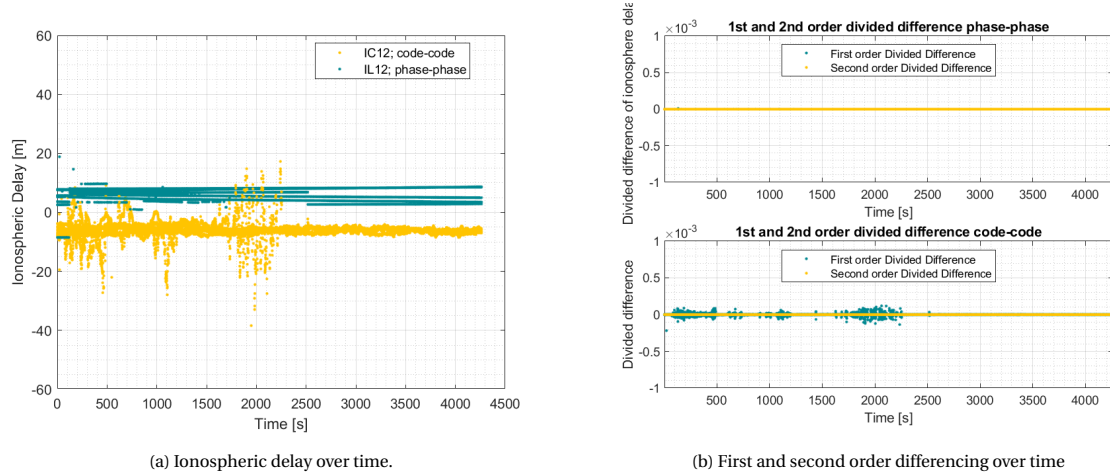 60
40
20
0
-20
-40
-60
Ionospheric Delay [m]
IC12; code-code
IL12; phase-phase
0 500 1000 1500 2000 2500 3000 3500 4000 4500
Time [s]
(a) Ionospheric delay over time.
×10⁻³
1st and 2nd order divided difference phase-phase
Divided difference of ionosphere dela
1
0.5
0
-0.5
-1
First order Divided Difference
Second order Divided Difference
500 1000 1500 2000 2500 3000 3500 4000
Time [s]
×10⁻³
1st and 2nd order divided difference code-code
Divided difference
1
0.5
0
-0.5
-1
First order Divided Difference
Second order Divided Difference
500 1000 1500 2000 2500 3000 3500 4000
Time [s]
(b) First and second order differencing over time